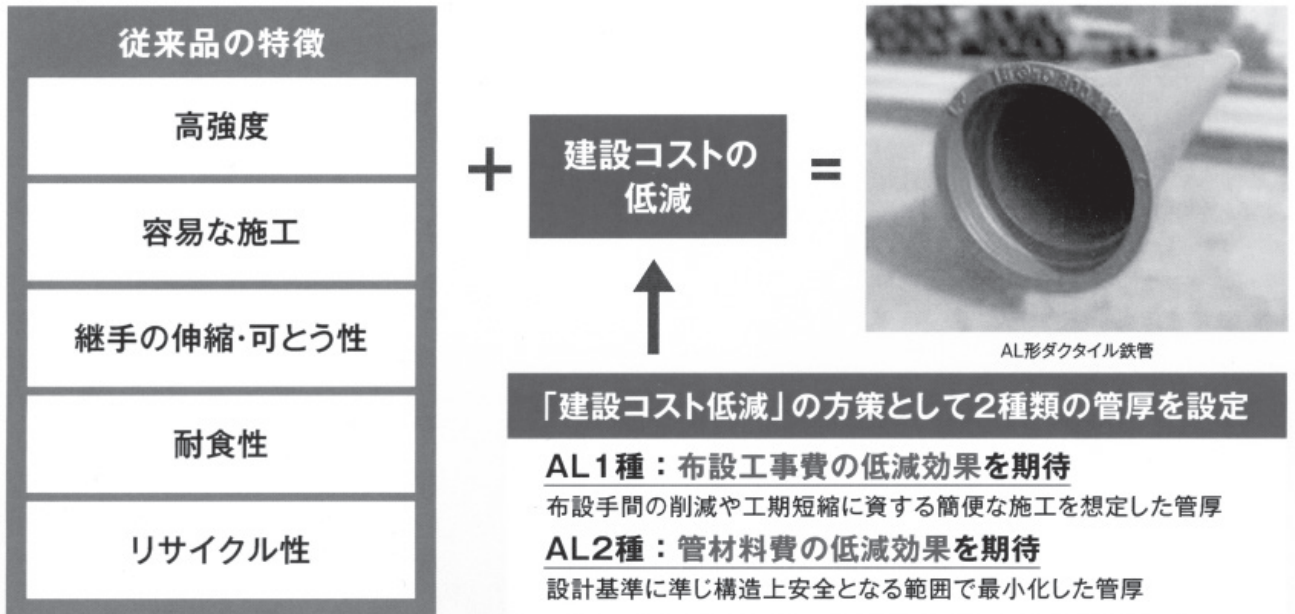 従来品の特徴
高強度
容易な施工
継手の伸縮・可とう性
耐食性
リサイクル性
+
建設コストの
低減
=
AL形ダクタイル鉄管
「建設コスト低減」の方策として2種類の管厚を設定
AL1種：布設工事費の低減効果を期待
布設手間の削減や工期短縮に資する簡便な施工を想定した管厚
AL2種：管材料費の低減効果を期待
設計基準に準じ構造上安全となる範囲で最小化した管厚